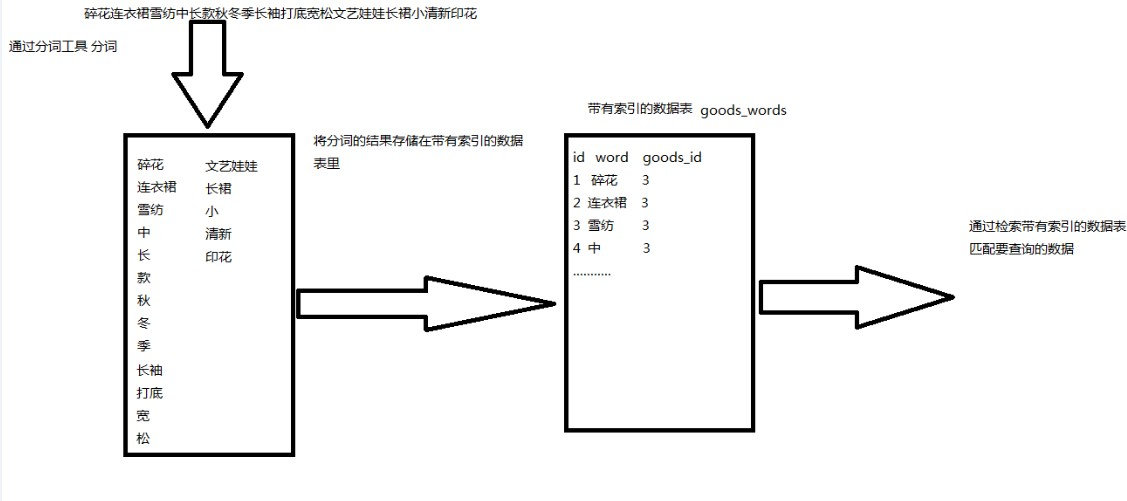 碎花连衣裙雪纺中长款秋冬季长袖打底宽松文艺娃娃长裙小清新印花
通过分词工具 分词
碎花
连衣裙
雪纺
中
长
款
秋
冬
季
长袖
打底
宽
松
文艺娃娃
长裙
小
清新
印花
将分词的结果存储在带有索引的数据
表里
带有索引的数据表 goods_words
id word goods_id
1 碎花 3
2 连衣裙 3
3 雪纺 3
4 中 3
...........
通过检索带有索引的数据表
匹配要查询的数据